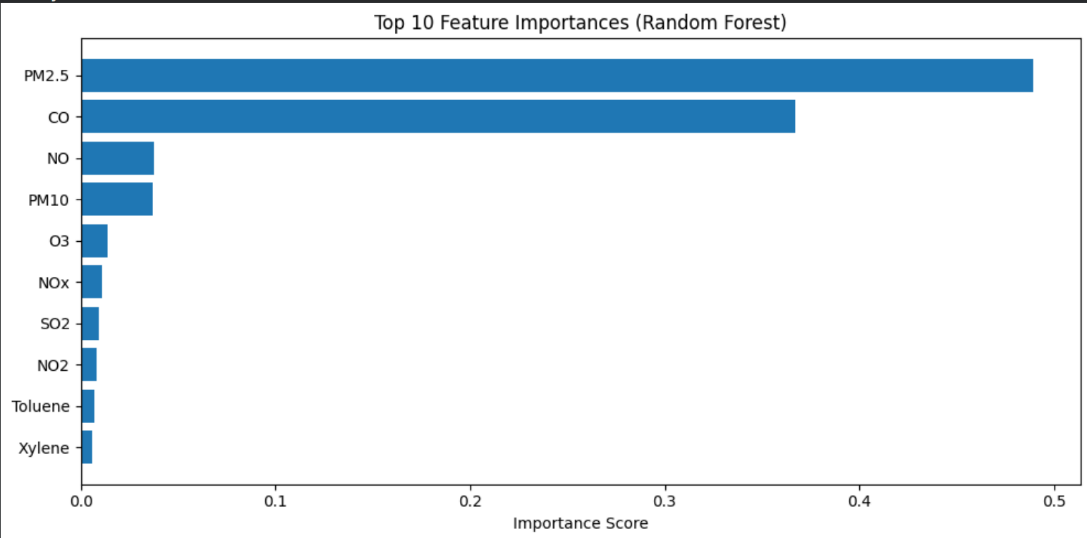 Top 10 Feature Importances (Random Forest)
PM2.5
CO
NO
PM10
O3
NOx
SO2
NO2
Toluene
Xylene
0.0 0.1 0.2 0.3 0.4 0.5
Importance Score